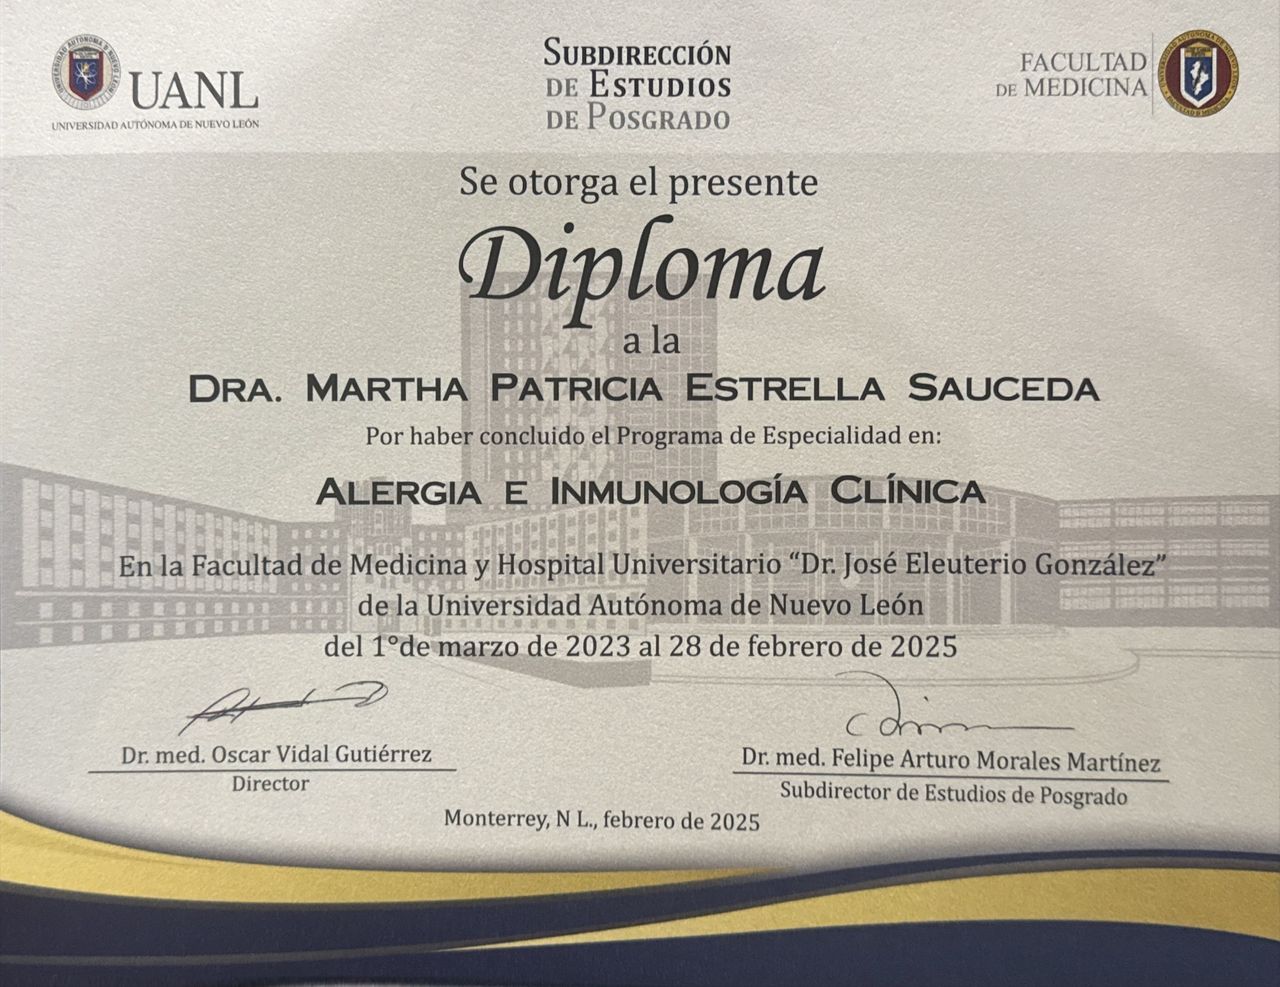 UANL
UNIVERSIDAD AUTÓNOMA DE NUEVO LEÓN
SUBDIRECCIÓN
DE ESTUDIOS
DE POSGRADO
FACULTAD
DE MEDICINA
Se otorga el presente
Diploma
a la
DRA. MARTHA PATRICIA ESTRELLA SAUCEDA
Por haber concluido el Programa de Especialidad en:
ALERGIA E INMUNOLOGÍA CLÍNICA
En la Facultad de Medicina y Hospital Universitario “Dr. José Eleuterio González”
de la Universidad Autónoma de Nuevo León
del 1°de marzo de 2023 al 28 de febrero de 2025
Dr. med. Oscar Vidal Gutiérrez
Director
Dr. med. Felipe Arturo Morales Martínez
Subdirector de Estudios de Posgrado
Monterrey, N L., febrero de 2025